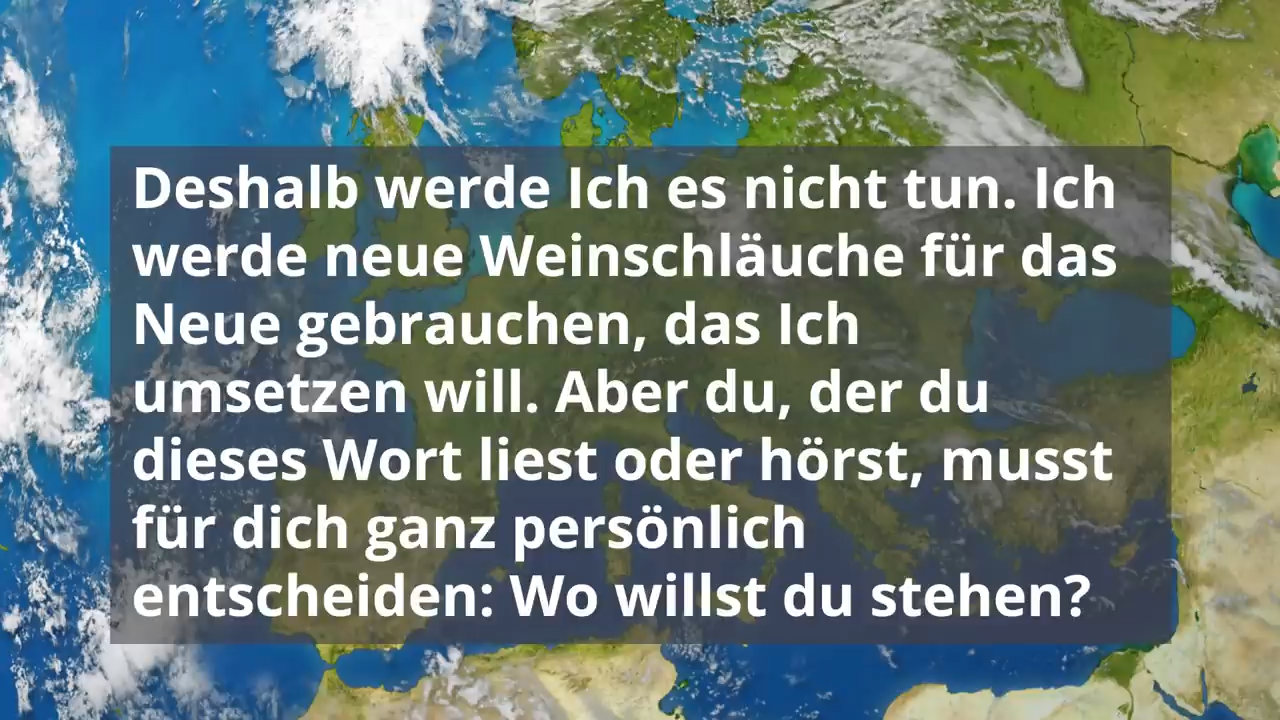 Deshalb werde Ich es nicht tun. Ich
werde neue Weinschläuche für das
Neue gebrauchen, das Ich
umsetzen will. Aber du, der du
dieses Wort liest oder hörst, musst
für dich ganz persönlich
entscheiden: Wo willst du stehen?